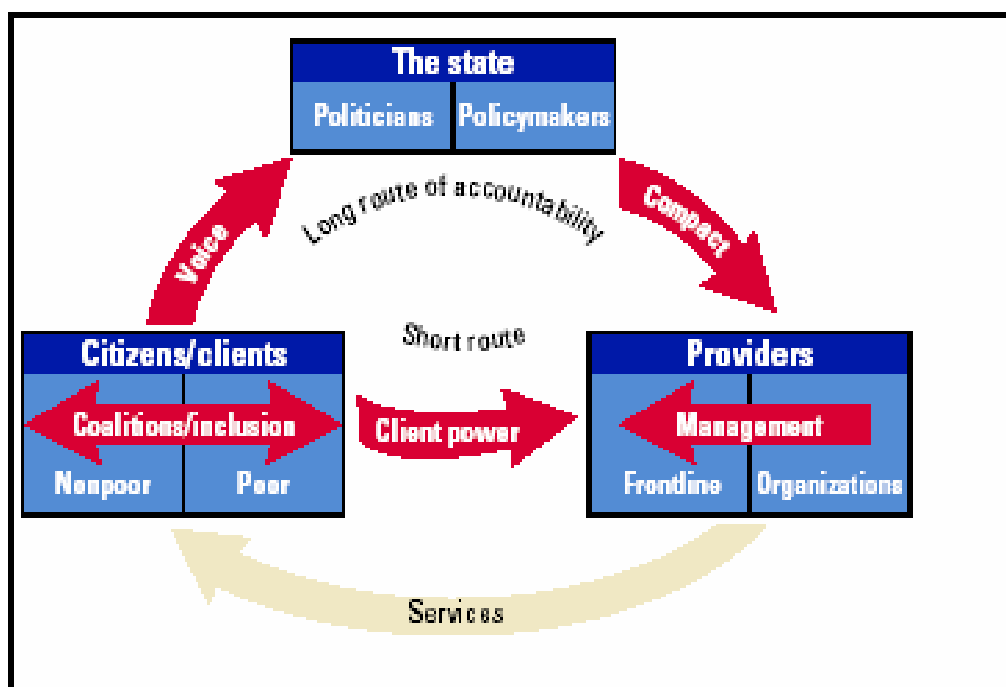 The state
Politicians
Policymakers
Long route of accountability
Voice
Compact
Short route
Citizens/clients
Providers
Coalitions/inclusion
Client power
Management
Nonpoor
Poor
Frontline
Organizations
Services